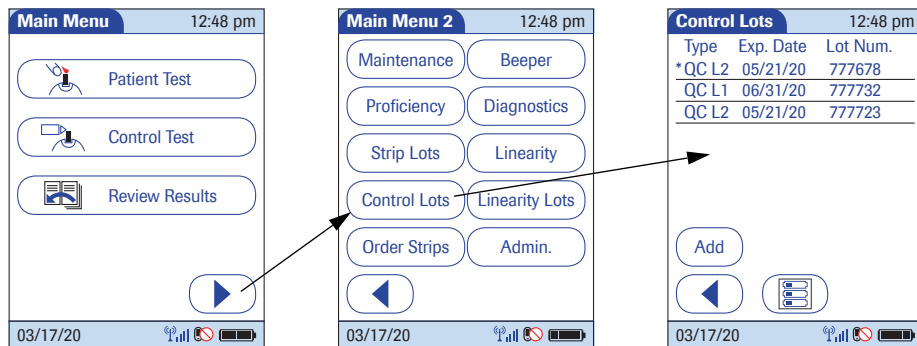 Main Menu 12:48 pm
Patient Test
Control Test
Review Results
03/17/20
Main Menu 2 12:48 pm
Maintenance Beeper
Proficiency Diagnostics
Strip Lots Linearity
Control Lots Linearity Lots
Order Strips Admin.
03/17/20
Control Lots 12:48 pm
Type Exp. Date Lot Num.
*QC L2 05/21/20 777678
QC L1 06/31/20 777732
QC L2 05/21/20 777723
Add
03/17/20